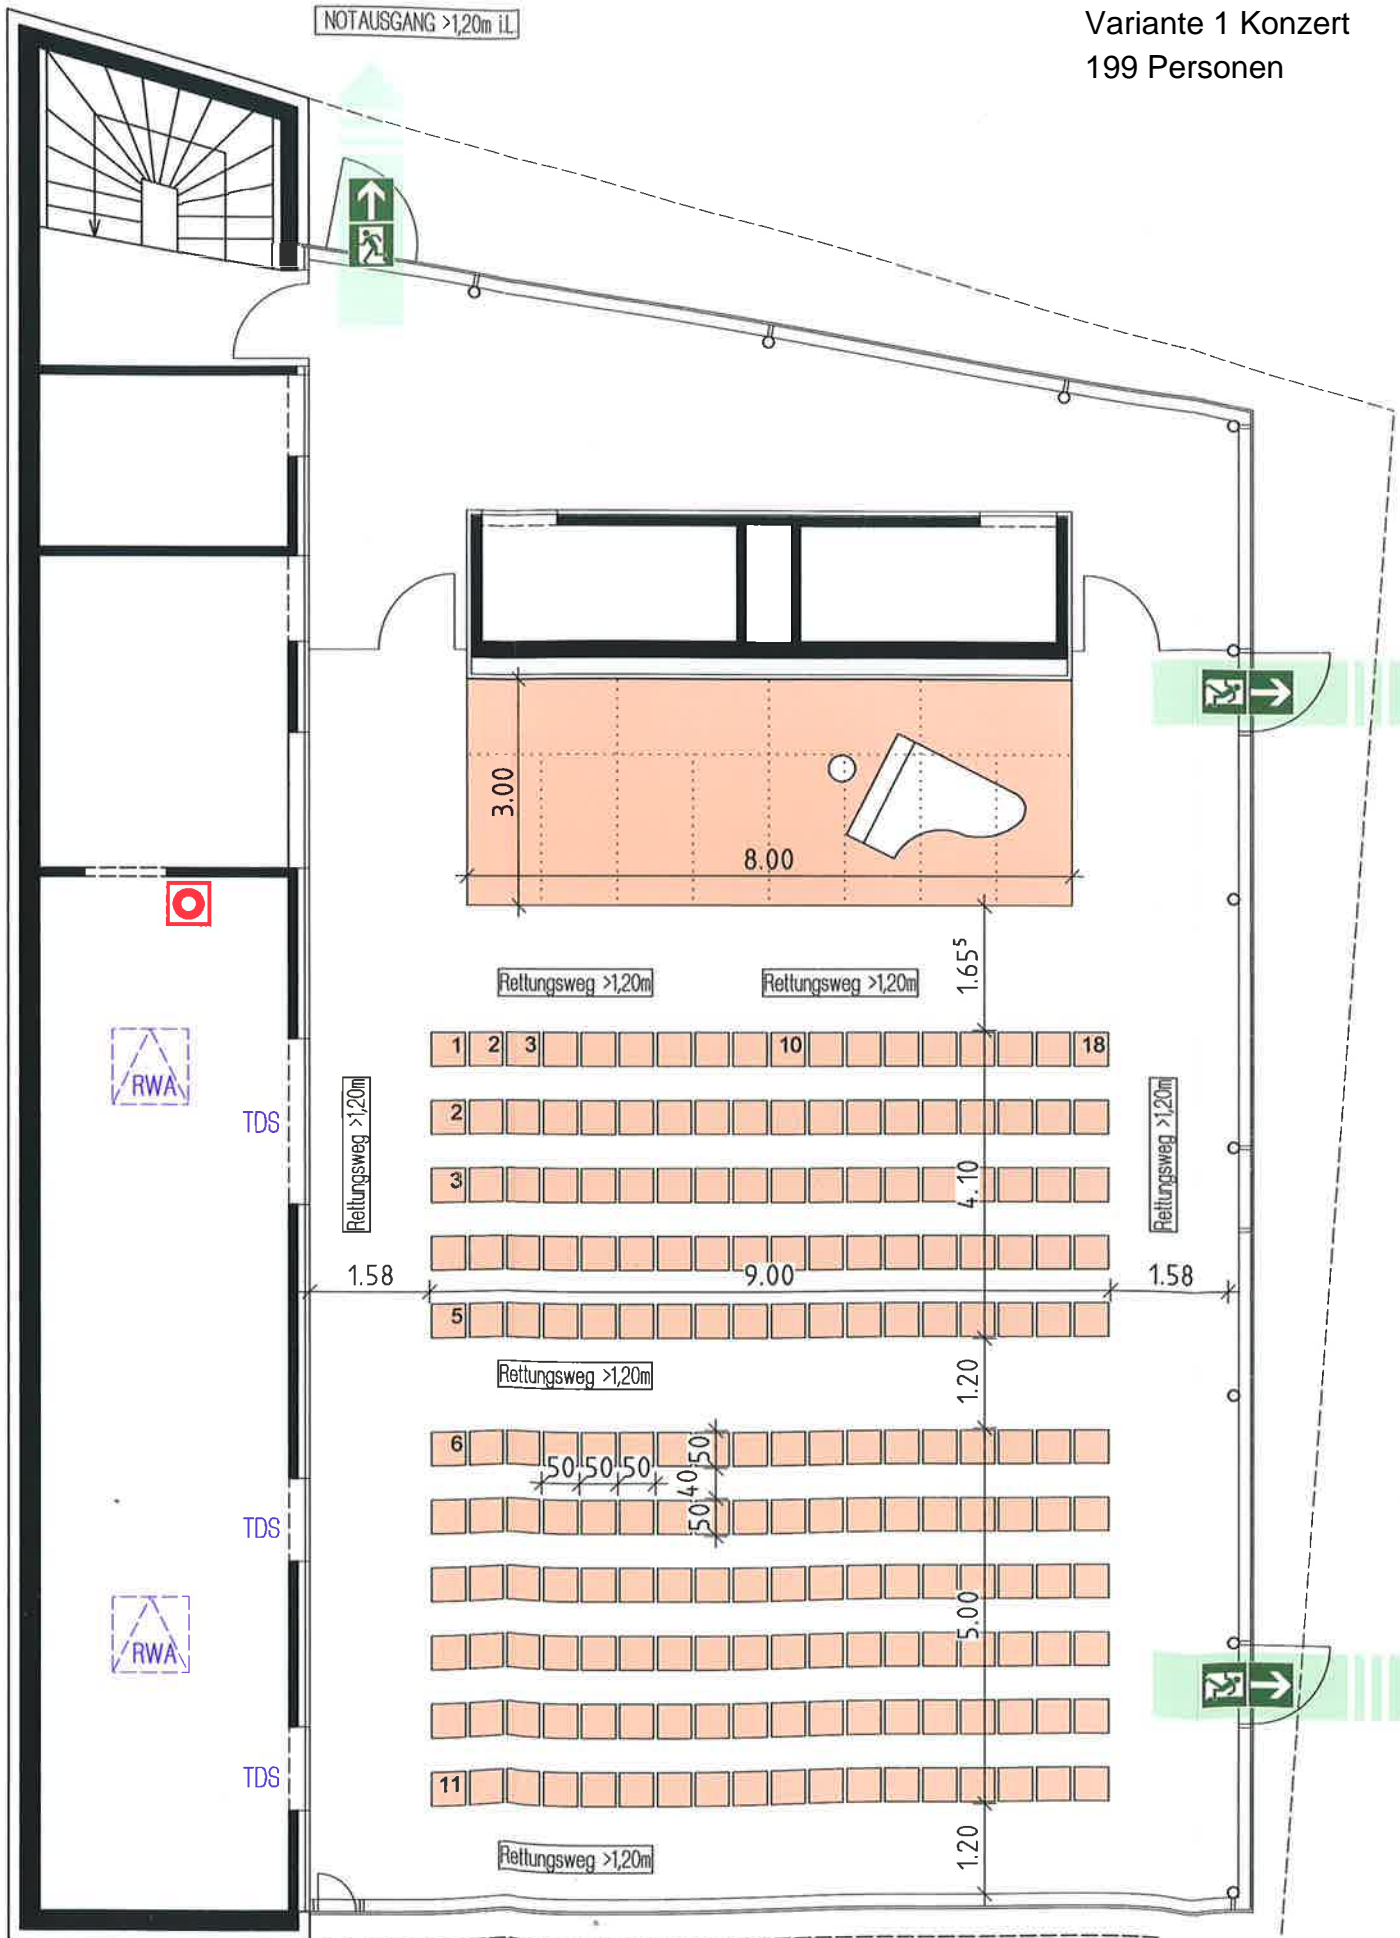 NOTAUSGANG >1,20m i.L
Variante 1 Konzert
199 Personen
3.00
8.00
1.65⁵
Rettungsweg >1,20m
Rettungsweg >1,20m
1 2 3 10 18
RWA
TDS
2
Rettungsweg >1,20m
Rettungsweg >1,20m
3
4.10
1.58
9.00
1.58
5
Rettungsweg >1,20m
1.20
6
50 50 50
50
40
50
TDS
5.00
RWA
TDS
11
Rettungsweg >1,20m
1.20